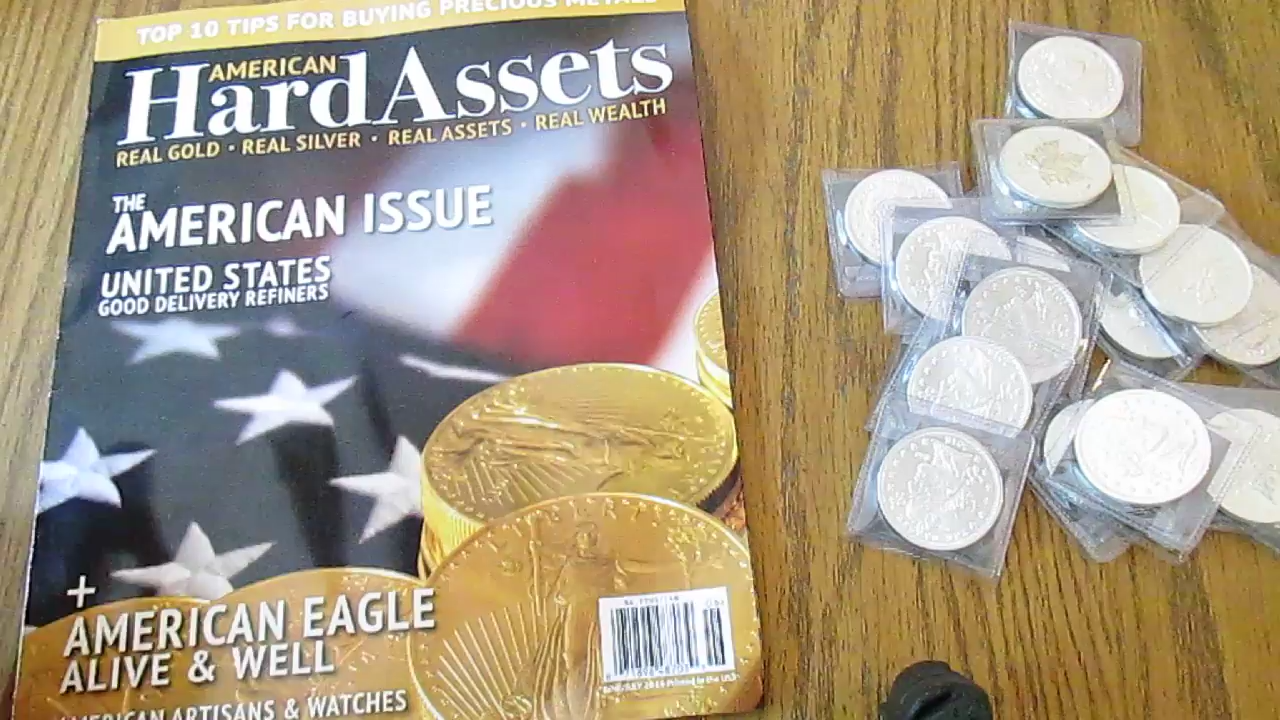 TOP 10 TIPS FOR BUYING PRECIOUS METALS
AMERICAN
HardAssets
REAL GOLD · REAL SILVER · REAL ASSETS · REAL WEALTH
THE
AMERICAN ISSUE
UNITED STATES
GOOD DELIVERY REFINERS
+
AMERICAN EAGLE
ALIVE & WELL
AMERICAN ARTISANS & WATCHES
LIBERTY